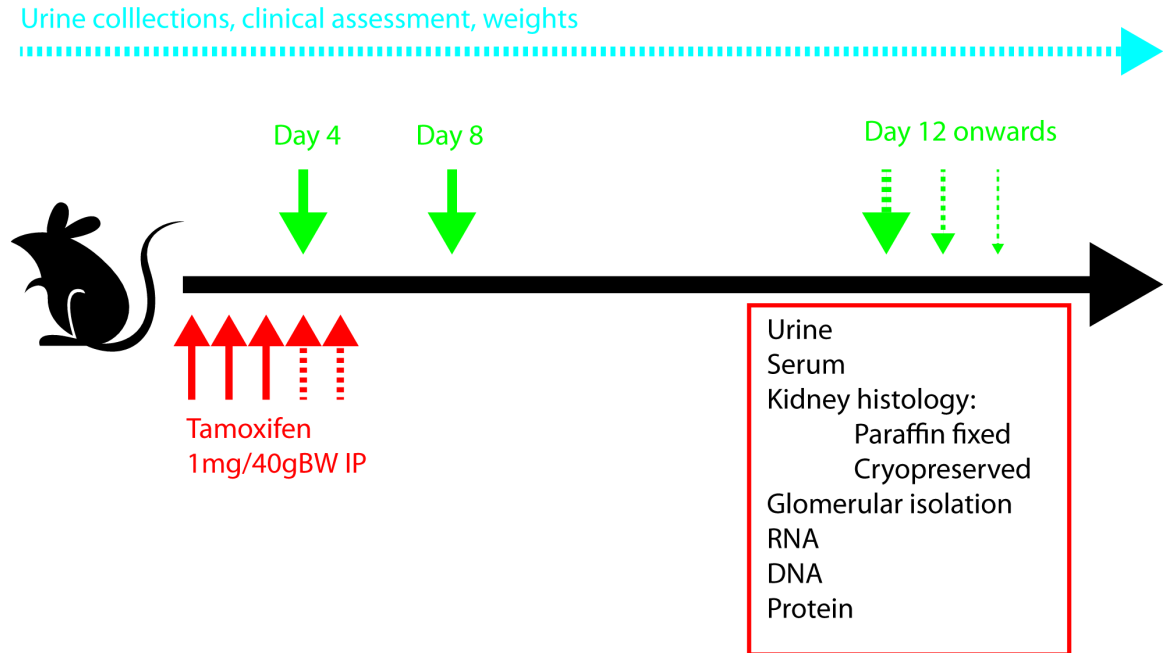 Urine colllections, clinical assessment, weights
Day 4
Day 8
Day 12 onwards
Tamoxifen
1mg/40gBW IP
Urine
Serum
Kidney histology:
Paraffin fixed
Cryopreserved
Glomerular isolation
RNA
DNA
Protein